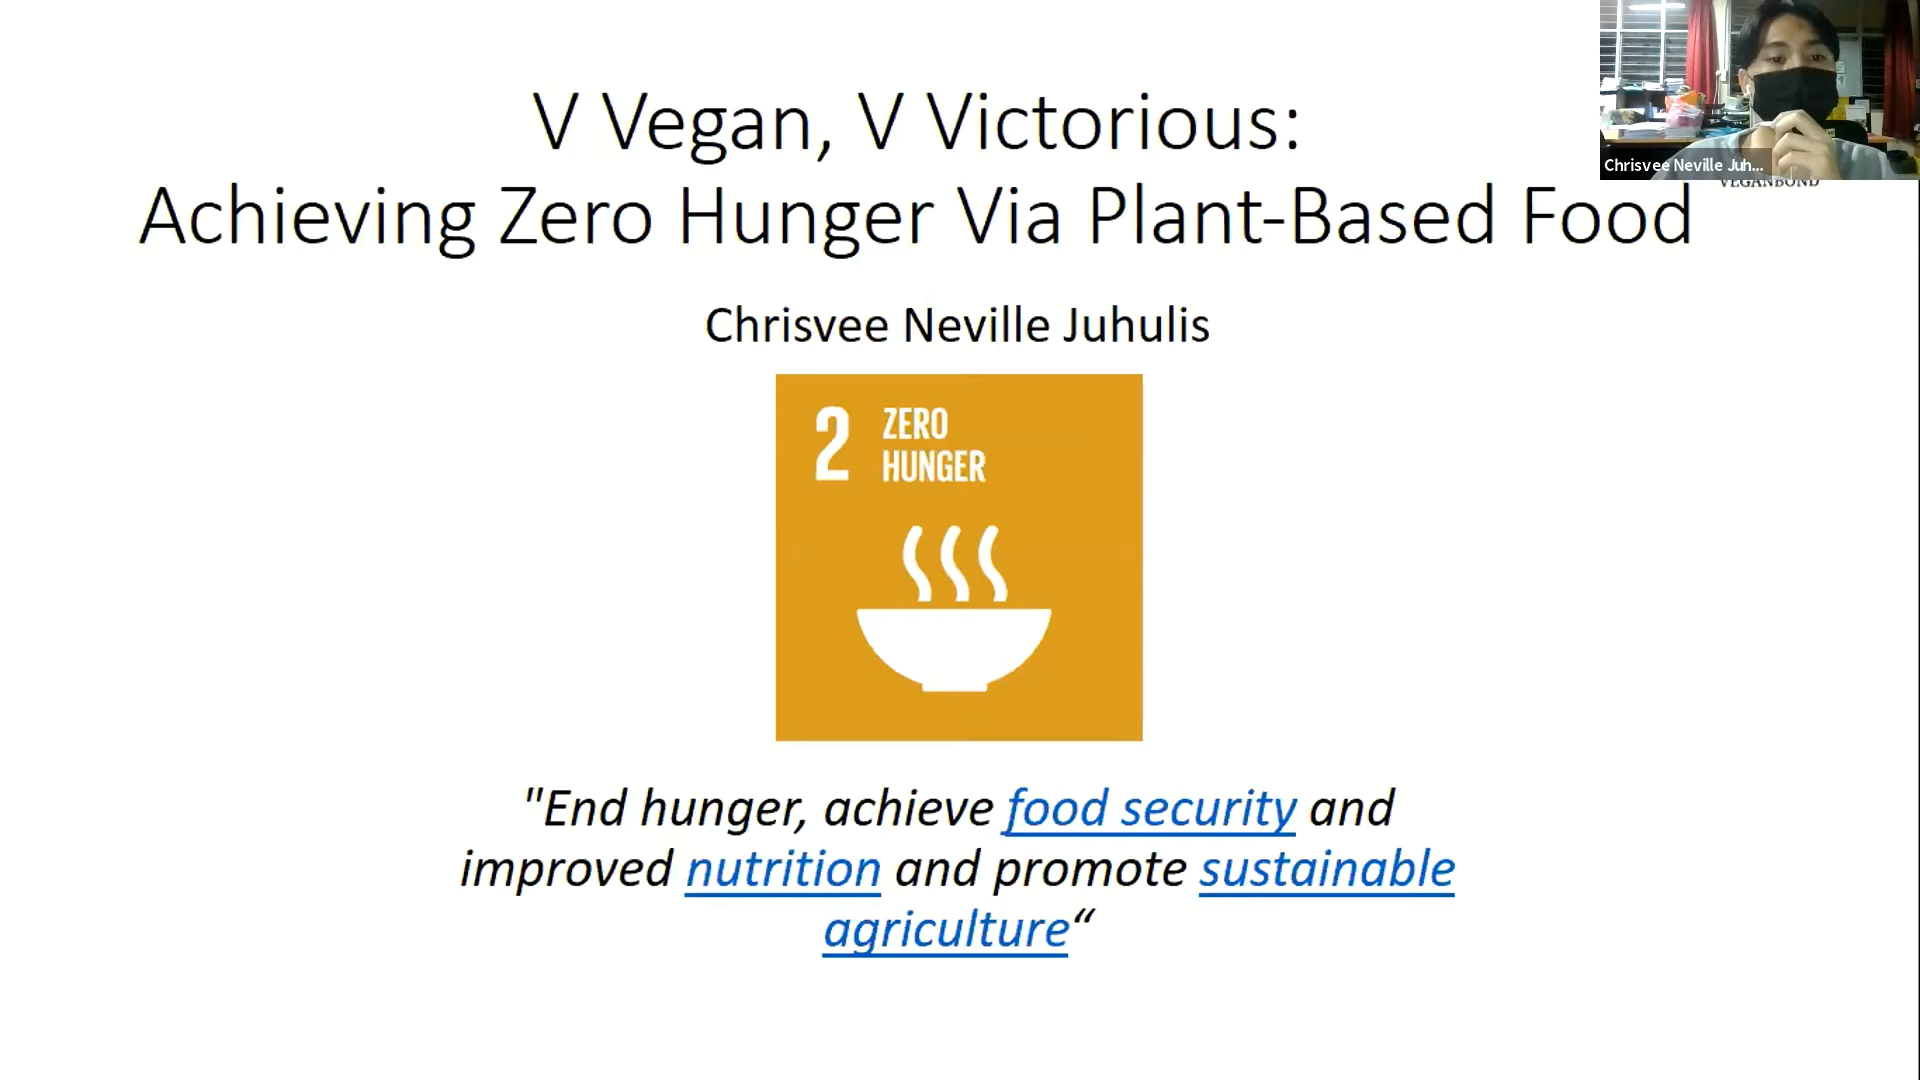 V Vegan, V Victorious:
Achieving Zero Hunger Via Plant-Based Food
Chrisvee Neville Juh...
VEGANBOND
Chrisvee Neville Juhulis
2 ZERO
HUNGER
"End hunger, achieve food security and
improved nutrition and promote sustainable
agriculture“